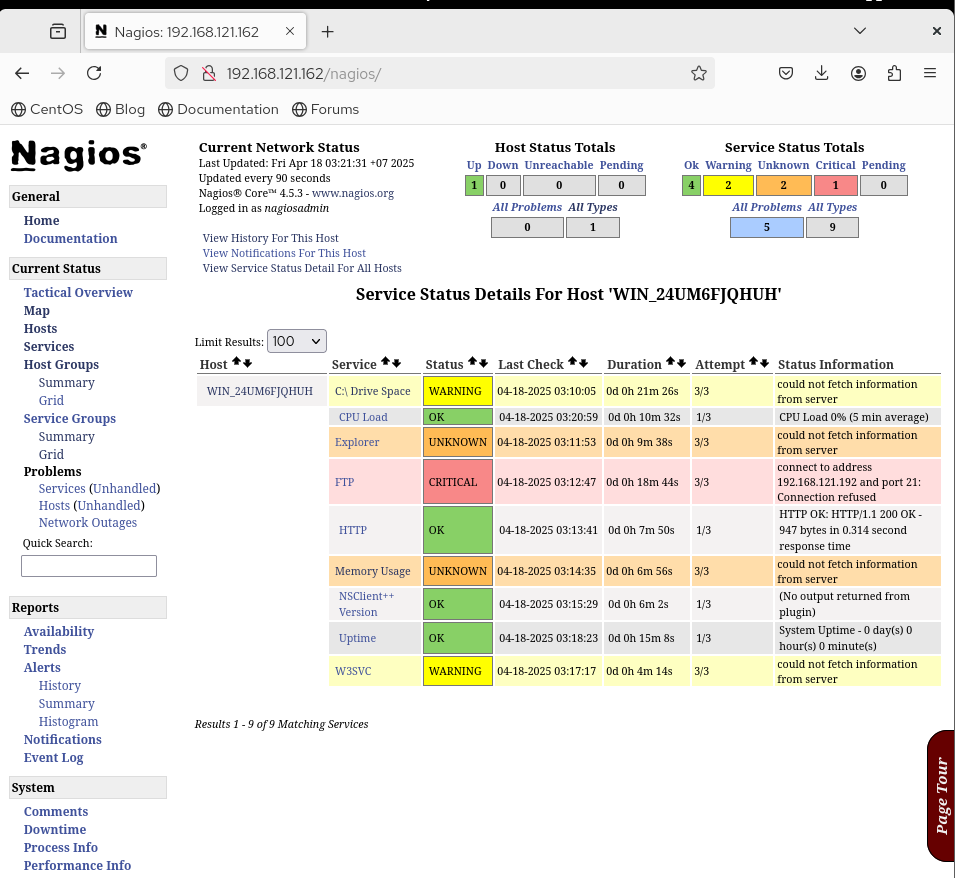 Nagios: 192.168.121.162
192.168.121.162/nagios/
CentOS Blog Documentation Forums
Nagios®
General
Home
Documentation
Current Status
Tactical Overview
Map
Hosts
Services
Host Groups
Summary
Grid
Service Groups
Summary
Grid
Problems
Services (Unhandled)
Hosts (Unhandled)
Network Outages
Quick Search:
Reports
Availability
Trends
Alerts
History
Summary
Histogram
Notifications
Event Log
System
Comments
Downtime
Process Info
Performance Info
Current Network Status
Last Updated: Fri Apr 18 03:21:31 +07 2025
Updated every 90 seconds
Nagios® Core™ 4.5.3 - www.nagios.org
Logged in as nagiosadmin
View History For This Host
View Notifications For This Host
View Service Status Detail For All Hosts
Host Status Totals
Up Down Unreachable Pending
1 0 0 0
All Problems All Types
0 1
Service Status Totals
Ok Warning Unknown Critical Pending
4 2 2 1 0
All Problems All Types
5 9
Service Status Details For Host 'WIN_24UM6FJQHUH'
Limit Results: 100
Host Service Status Last Check Duration Attempt Status Information
WIN_24UM6FJQHUH C:\ Drive Space WARNING 04-18-2025 03:10:05 0d 0h 21m 26s 3/3 could not fetch information
from server
CPU Load OK 04-18-2025 03:20:59 0d 0h 10m 32s 1/3 CPU Load 0% (5 min average)
Explorer UNKNOWN 04-18-2025 03:11:53 0d 0h 9m 38s 3/3 could not fetch information
from server
FTP CRITICAL 04-18-2025 03:12:47 0d 0h 18m 44s 3/3 connect to address
192.168.121.192 and port 21:
Connection refused
HTTP OK 04-18-2025 03:13:41 0d 0h 7m 50s 1/3 HTTP OK: HTTP/1.1 200 OK -
947 bytes in 0.314 second
response time
Memory Usage UNKNOWN 04-18-2025 03:14:35 0d 0h 6m 56s 3/3 could not fetch information
from server
NSClient++
Version OK 04-18-2025 03:15:29 0d 0h 6m 2s 1/3 (No output returned from
plugin)
Uptime OK 04-18-2025 03:18:23 0d 0h 15m 8s 1/3 System Uptime - 0 day(s) 0
hour(s) 0 minute(s)
W3SVC WARNING 04-18-2025 03:17:17 0d 0h 4m 14s 3/3 could not fetch information
from server
Results 1 - 9 of 9 Matching Services
Page Tour